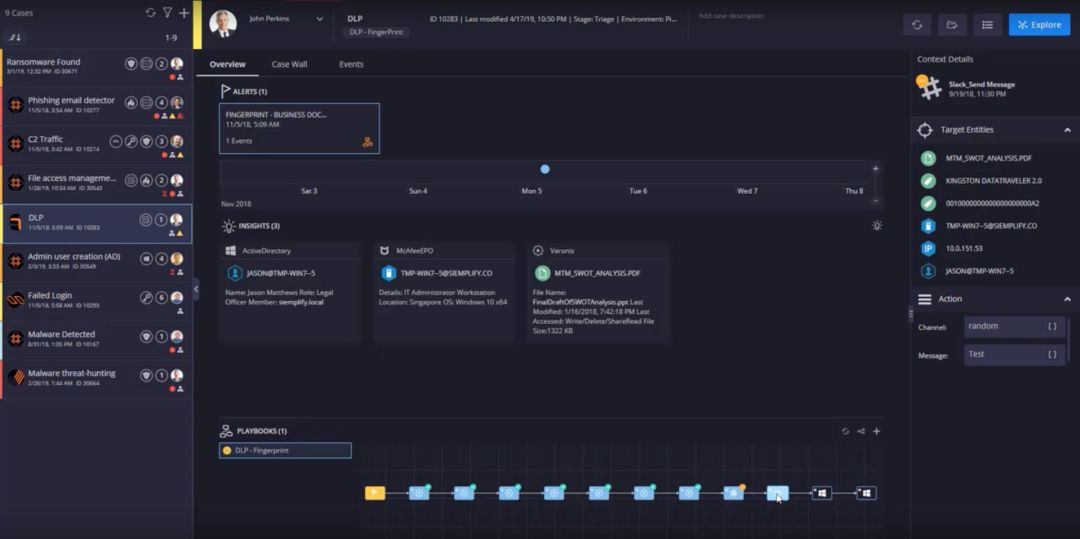 9 Cases
1-9
Ransomware Found
3/1/19, 12:32 PM ID 30671
2
Phishing email detector
11/5/18, 3:54 AM ID 10277
4
C2 Traffic
11/5/18, 3:42 AM ID 10274
3
File access manageme...
1/28/19, 10:34 AM ID 30543
2
DLP
11/5/18, 5:09 AM ID 10283
1
Admin user creation (AD)
2/3/19, 3:53 AM ID 30549
4
Failed Login
11/5/18, 5:58 AM ID 10293
6
Malware Detected
8/31/18, 1:05 PM ID 10167
1
Malware threat-hunting
2/26/19, 1:44 AM ID 30664
1
John Perkins
DLP
DLP - FingerPrint
ID 10283 | Last modified 4/17/19, 10:50 PM | Stage: Triage | Environment: Pi...
Add case description
Explore
Overview
Case Wall
Events
ALERTS (1)
FINGERPRINT - BUSINESS DOC...
11/5/18, 5:09 AM
1 Events
Sat 3
Sun 4
Mon 5
Tue 6
Wed 7
Thu 8
Nov 2018
INSIGHTS (3)
ActiveDirectory
JASON@TMP-WIN7--5
Name: Jason Matthews Role: Legal
Officer Member: siemplify.local
McAfeeEPO
TMP-WIN7--5@SIEMPLIFY.CO
Details: IT Administrator Workstation
Location: Singapore OS: Windows 10 x64
Varonis
MTM_SWOT_ANALYSIS.PDF
File Name:
FinalDraftOfSWOTAnalysis.ppt Last
Modified: 1/16/2018, 7:42:18 PM Last
Accessed: Write/Delete/ShareRead File
Size:1322 KB
PLAYBOOKS (1)
DLP - Fingerprint
Context Details
Slack_Send Message
9/19/18, 11:30 PM
Target Entities
MTM_SWOT_ANALYSIS.PDF
KINGSTON DATATRAVELER 2.0
TMP-WIN7--5@SIEMPLIFY.CO
IP
10.0.151.53
JASON@TMP-WIN7--5
Action
Channel:
random
[ ]
Message:
Test
[ ]